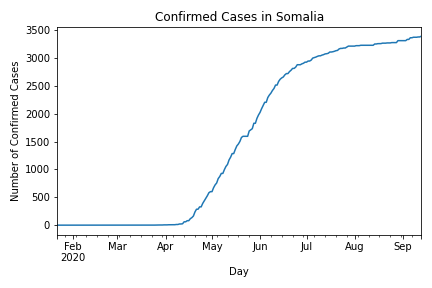 Confirmed Cases in Somalia
Number of Confirmed Cases
3500
3000
2500
2000
1500
1000
500
0
Feb Mar Apr May Jun Jul Aug Sep
2020
Day